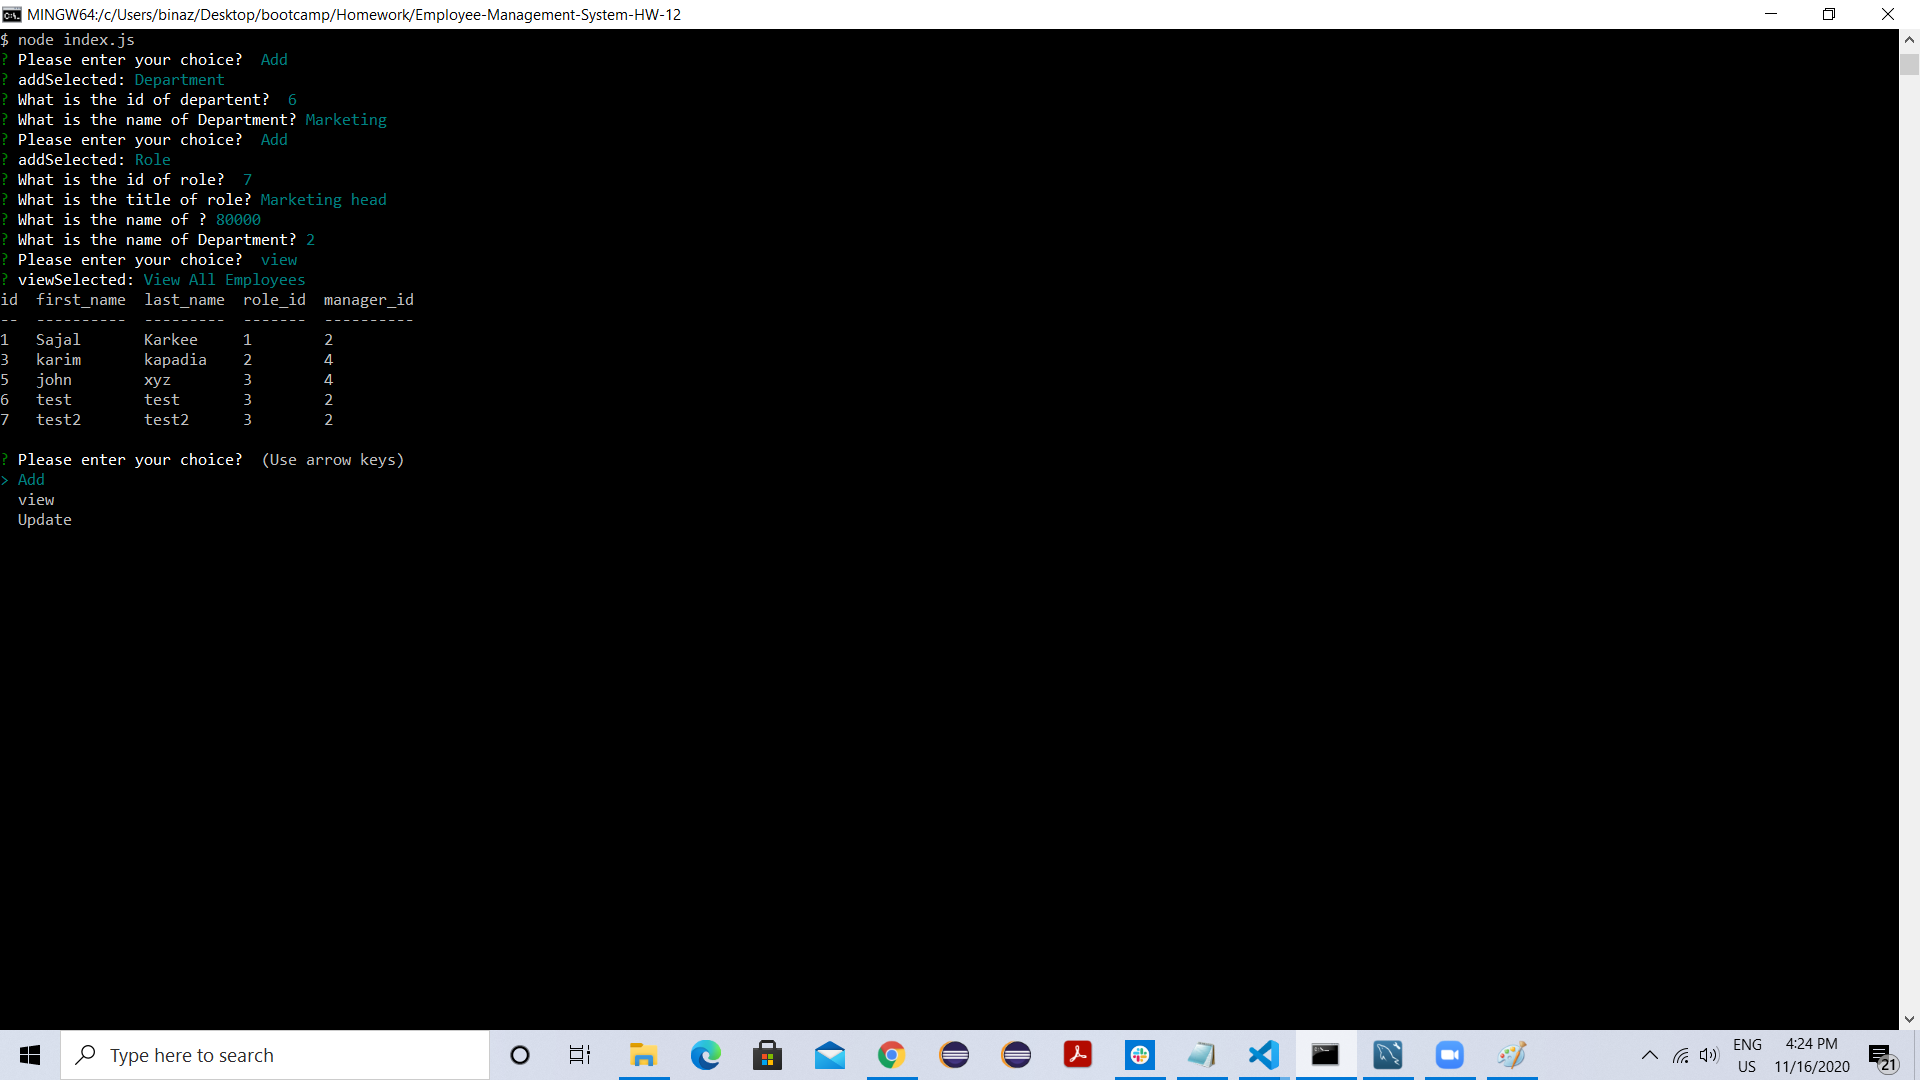 MINGW64:/c/Users/binaz/Desktop/bootcamp/Homework/Employee-Management-System-HW-12
$ node index.js
? Please enter your choice?  Add
? addSelected: Department
? What is the id of departent?  6
? What is the name of Department? Marketing
? Please enter your choice?  Add
? addSelected: Role
? What is the id of role?  7
? What is the title of role? Marketing head
? What is the name of ? 80000
? What is the name of Department? 2
? Please enter your choice?  view
? viewSelected: View All Employees
id  first_name  last_name  role_id  manager_id
--  ----------  ---------  -------  ----------
1   Sajal       Karkee     1        2
3   karim       kapadia    2        4
5   john        xyz        3        4
6   test        test       3        2
7   test2       test2      3        2
? Please enter your choice?  (Use arrow keys)
> Add
  view
  Update
Type here to search
ENG
US
4:24 PM
11/16/2020
21